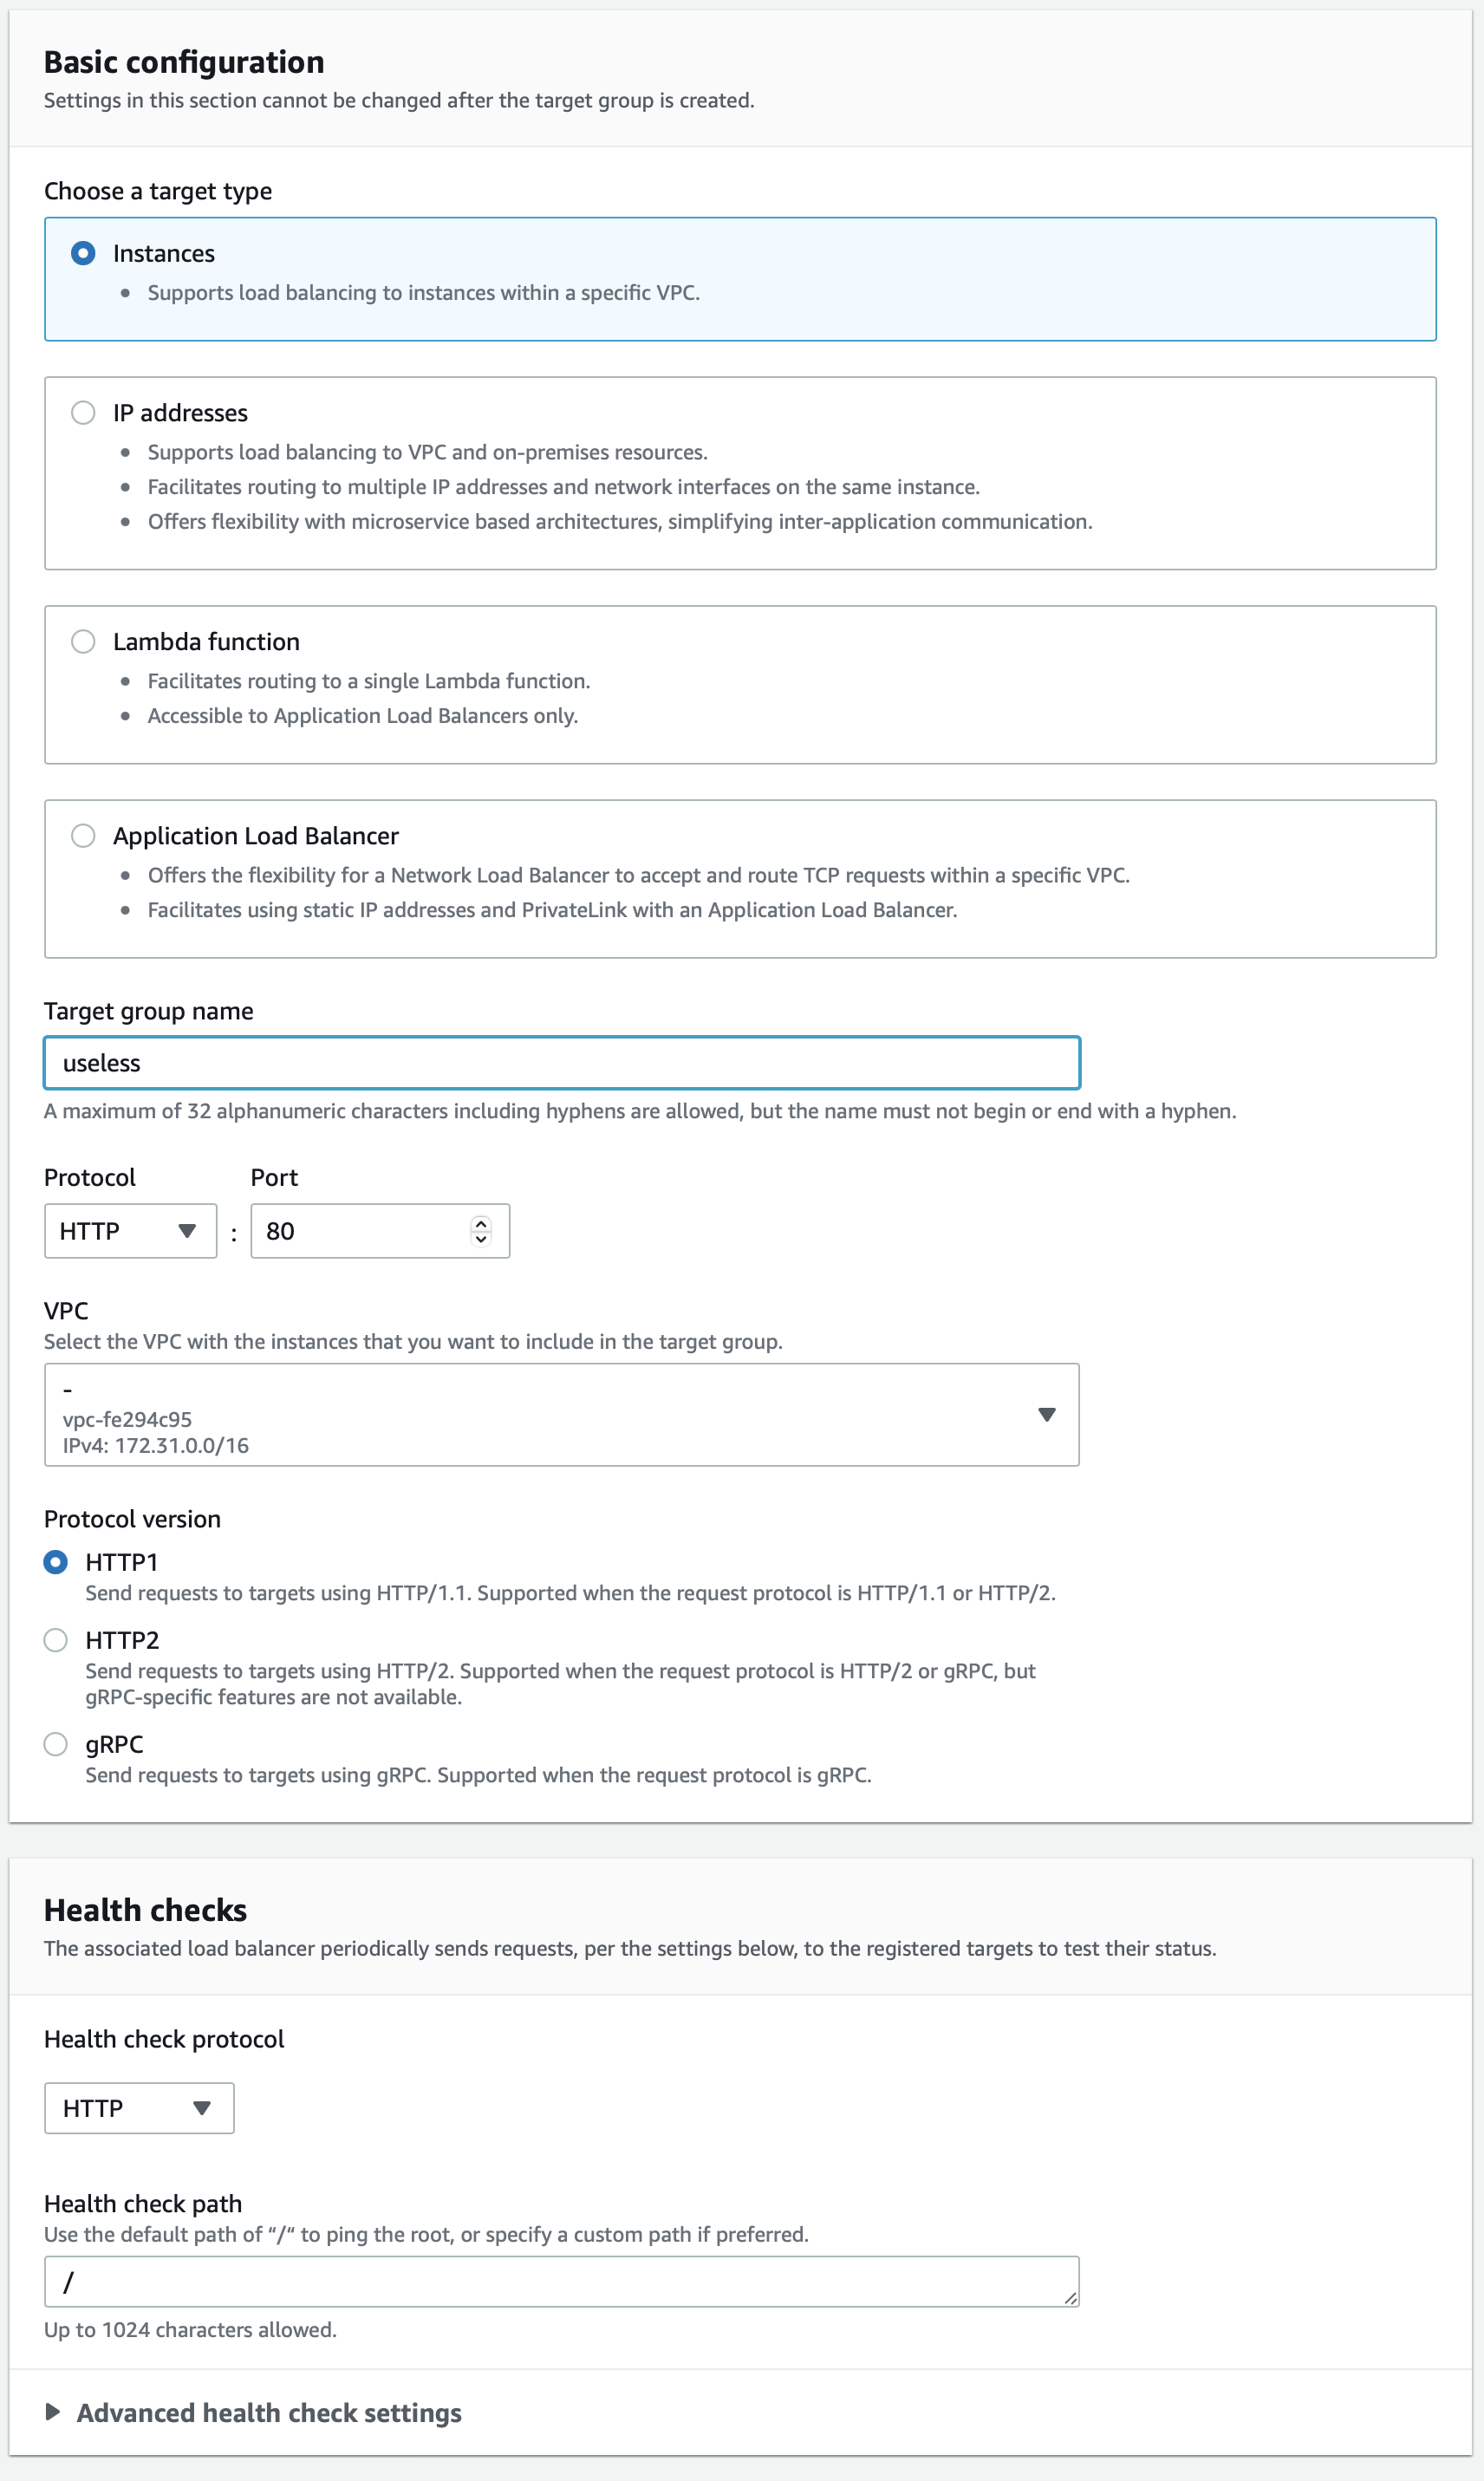 Basic configuration
Settings in this section cannot be changed after the target group is created.
Choose a target type
Instances
• Supports load balancing to instances within a specific VPC.
IP addresses
• Supports load balancing to VPC and on-premises resources.
• Facilitates routing to multiple IP addresses and network interfaces on the same instance.
• Offers flexibility with microservice based architectures, simplifying inter-application communication.
Lambda function
• Facilitates routing to a single Lambda function.
• Accessible to Application Load Balancers only.
Application Load Balancer
• Offers the flexibility for a Network Load Balancer to accept and route TCP requests within a specific VPC.
• Facilitates using static IP addresses and PrivateLink with an Application Load Balancer.
Target group name
useless
A maximum of 32 alphanumeric characters including hyphens are allowed, but the name must not begin or end with a hyphen.
Protocol Port
HTTP : 80
VPC
Select the VPC with the instances that you want to include in the target group.
-
vpc-fe294c95
IPv4: 172.31.0.0/16
Protocol version
HTTP1
Send requests to targets using HTTP/1.1. Supported when the request protocol is HTTP/1.1 or HTTP/2.
HTTP2
Send requests to targets using HTTP/2. Supported when the request protocol is HTTP/2 or gRPC, but
gRPC-specific features are not available.
gRPC
Send requests to targets using gRPC. Supported when the request protocol is gRPC.
Health checks
The associated load balancer periodically sends requests, per the settings below, to the registered targets to test their status.
Health check protocol
HTTP
Health check path
Use the default path of “/“ to ping the root, or specify a custom path if preferred.
/
Up to 1024 characters allowed.
Advanced health check settings